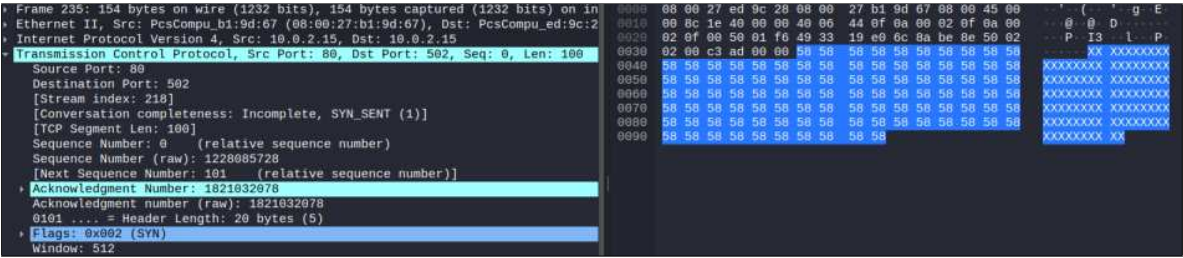 Frame 235: 154 bytes on wire (1232 bits), 154 bytes captured (1232 bits) on in
Ethernet II, Src: PcsCompu_b1:9d:67 (08:00:27:b1:9d:67), Dst: PcsCompu_ed:9c:2
Internet Protocol Version 4, Src: 10.0.2.15, Dst: 10.0.2.15
Transmission Control Protocol, Src Port: 80, Dst Port: 502, Seq: 0, Len: 100
Source Port: 80
Destination Port: 502
[Stream index: 218]
[Conversation completeness: Incomplete, SYN_SENT (1)]
[TCP Segment Len: 100]
Sequence Number: 0 (relative sequence number)
Sequence Number (raw): 1228085728
[Next Sequence Number: 101 (relative sequence number)]
Acknowledgment Number: 1821032078
Acknowledgment number (raw): 1821032078
0101 .... = Header Length: 20 bytes (5)
Flags: 0x002 (SYN)
Window: 512
0000 08 00 27 ed 9c 28 08 00 27 b1 9d 67 08 00 45 00 ··'··(·· '··g··E·
0010 00 8c 1e 40 00 00 40 06 44 0f 0a 00 02 0f 0a 00 ···@··@· D·······
0020 02 0f 00 50 01 f6 49 33 19 e0 6c 8a be 8e 50 02 ···P··I3 ··l···P·
0030 02 00 c3 ad 00 00 58 58 58 58 58 58 58 58 58 58 ······XX XXXXXXXX
0040 58 58 58 58 58 58 58 58 58 58 58 58 58 58 58 58 XXXXXXXX XXXXXXXX
0050 58 58 58 58 58 58 58 58 58 58 58 58 58 58 58 58 XXXXXXXX XXXXXXXX
0060 58 58 58 58 58 58 58 58 58 58 58 58 58 58 58 58 XXXXXXXX XXXXXXXX
0070 58 58 58 58 58 58 58 58 58 58 58 58 58 58 58 58 XXXXXXXX XXXXXXXX
0080 58 58 58 58 58 58 58 58 58 58 58 58 58 58 58 58 XXXXXXXX XXXXXXXX
0090 58 58 58 58 58 58 58 58 58 58 XXXXXXXX XX